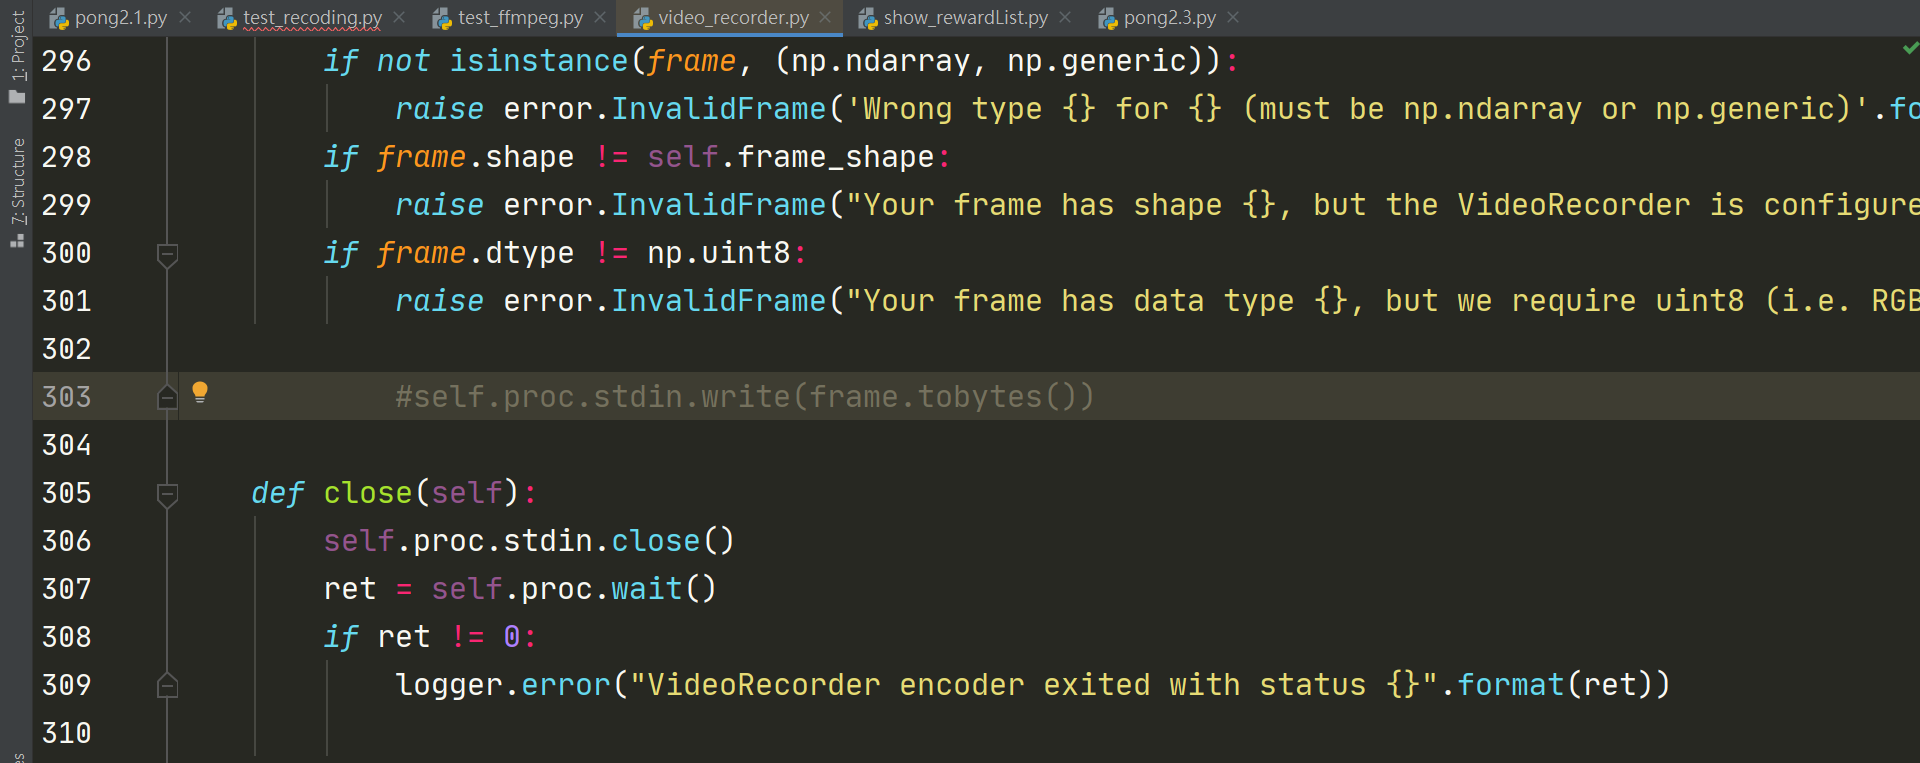 pong2.1.py test_recoding.py test_ffmpeg.py video_recorder.py show_rewardList.py pong2.3.py
1: Project
7: Structure
296 if not isinstance(frame, (np.ndarray, np.generic)):
297 raise error.InvalidFrame('Wrong type {} for {} (must be np.ndarray or np.generic)'.fo
298 if frame.shape != self.frame_shape:
299 raise error.InvalidFrame("Your frame has shape {}, but the VideoRecorder is configure
300 if frame.dtype != np.uint8:
301 raise error.InvalidFrame("Your frame has data type {}, but we require uint8 (i.e. RGB
302
303 #self.proc.stdin.write(frame.tobytes())
304
305 def close(self):
306 self.proc.stdin.close()
307 ret = self.proc.wait()
308 if ret != 0:
309 logger.error("VideoRecorder encoder exited with status {}".format(ret))
310